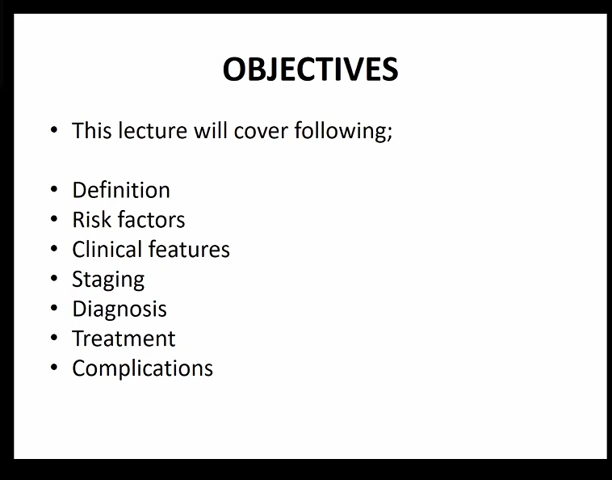 OBJECTIVES
• This lecture will cover following;
• Definition
• Risk factors
• Clinical features
• Staging
• Diagnosis
• Treatment
• Complications